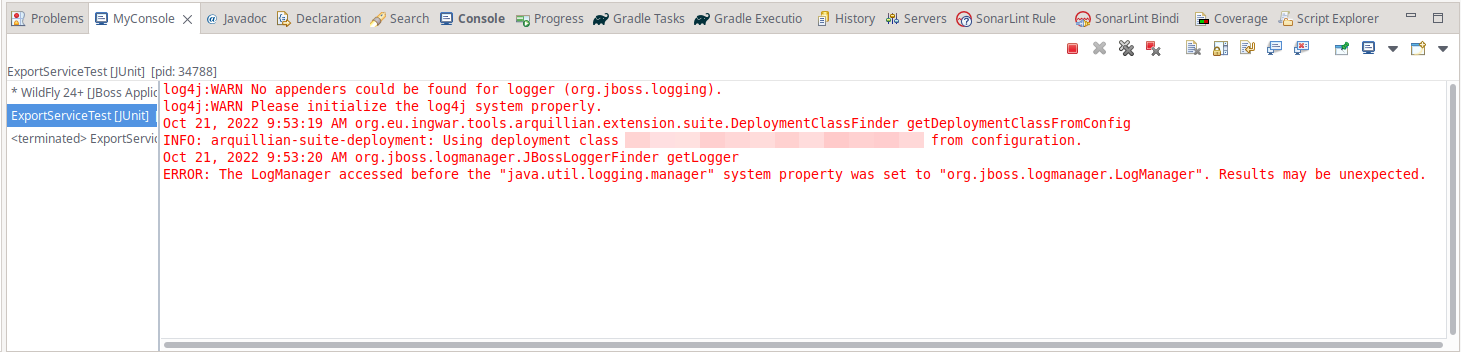 Problems MyConsole Javadoc Declaration Search Console Progress Gradle Tasks Gradle Executio History Servers SonarLint Rule SonarLint Bindi Coverage Script Explorer
ExportServiceTest [JUnit] [pid: 34788]
* WildFly 24+ [JBoss Applic
ExportServiceTest [JUnit]
<terminated> ExportServic
log4j:WARN No appenders could be found for logger (org.jboss.logging).
log4j:WARN Please initialize the log4j system properly.
Oct 21, 2022 9:53:19 AM org.eu.ingwar.tools.arquillian.extension.suite.DeploymentClassFinder getDeploymentClassFromConfig
INFO: arquillian-suite-deployment: Using deployment class from configuration.
Oct 21, 2022 9:53:20 AM org.jboss.logmanager.JBossLoggerFinder getLogger
ERROR: The LogManager accessed before the "java.util.logging.manager" system property was set to "org.jboss.logmanager.LogManager". Results may be unexpected.